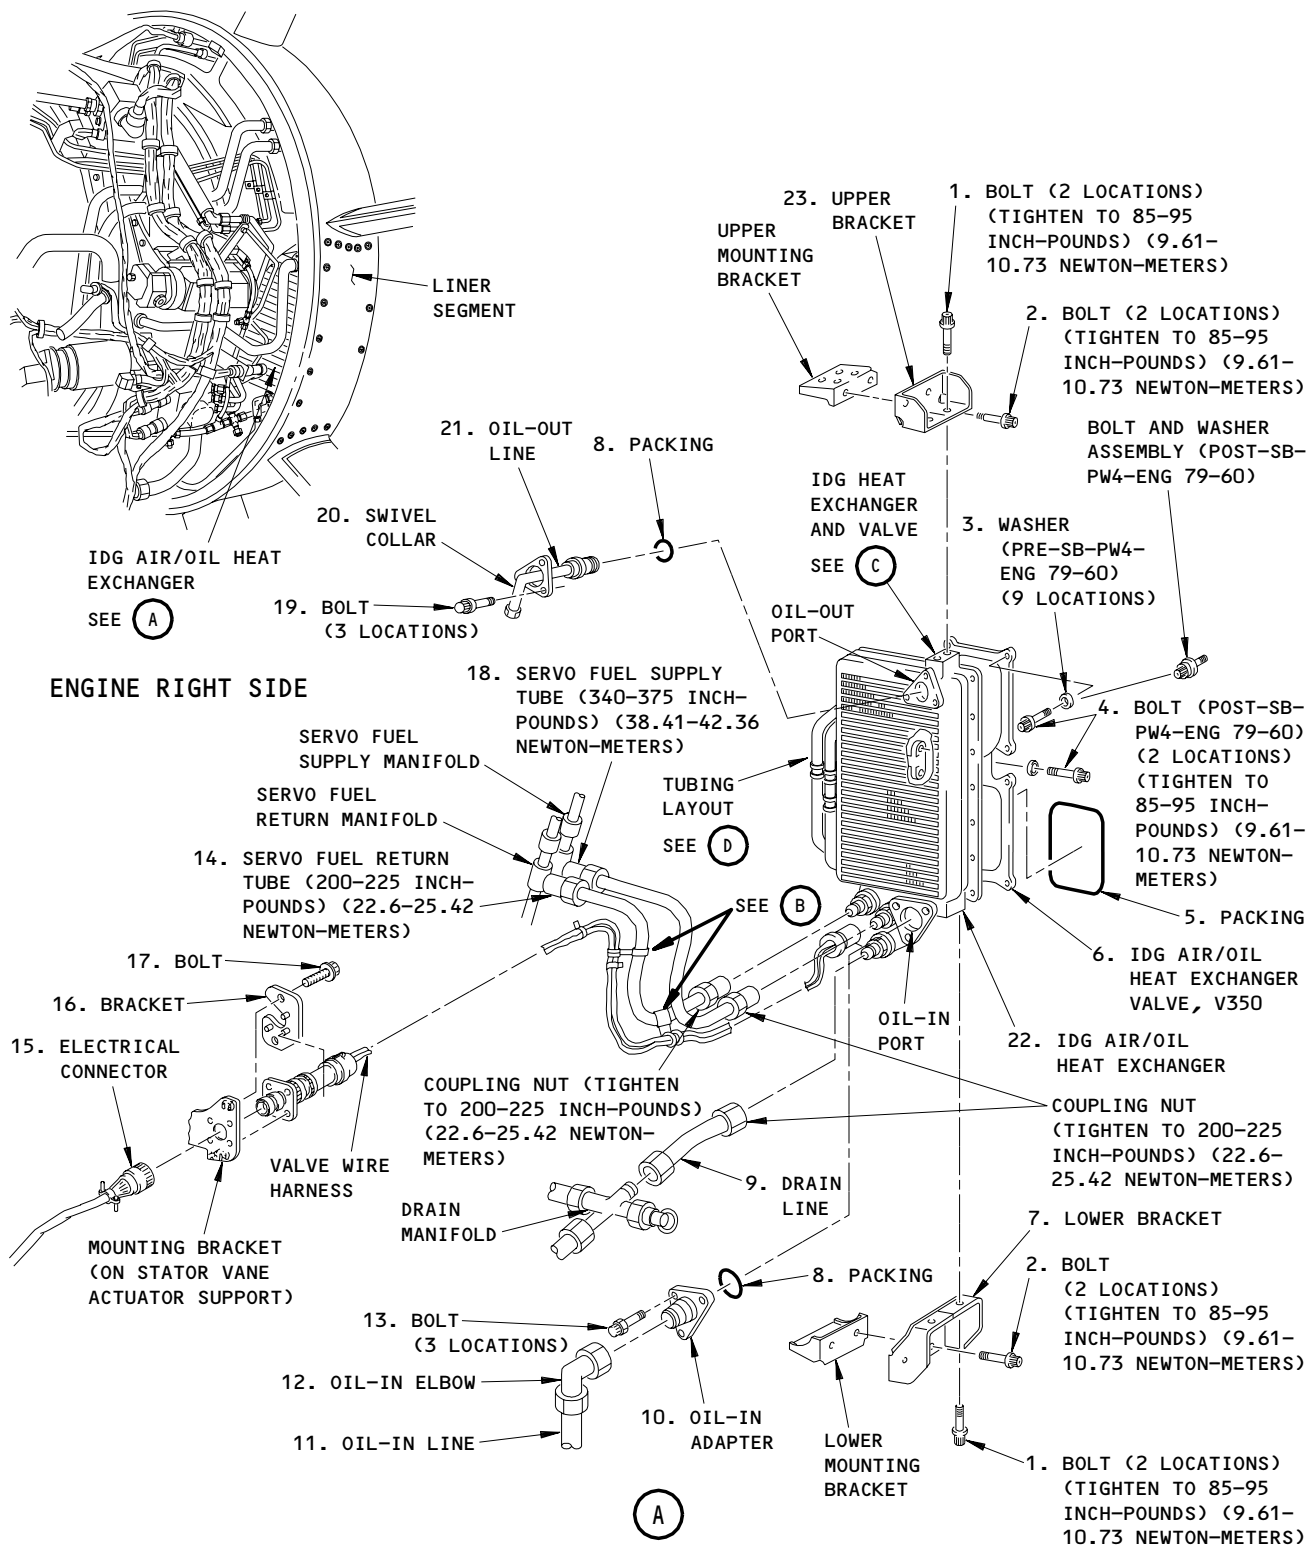 23. UPPER
BRACKET
1. BOLT (2 LOCATIONS)
(TIGHTEN TO 85-95
INCH-POUNDS) (9.61-
10.73 NEWTON-METERS)
UPPER
MOUNTING
BRACKET
LINER
SEGMENT
2. BOLT (2 LOCATIONS)
(TIGHTEN TO 85-95
INCH-POUNDS) (9.61-
10.73 NEWTON-METERS)
21. OIL-OUT
LINE
8. PACKING
BOLT AND WASHER
ASSEMBLY (POST-SB-
PW4-ENG 79-60)
IDG HEAT
EXCHANGER
AND VALVE
SEE C
20. SWIVEL
COLLAR
3. WASHER
(PRE-SB-PW4-
ENG 79-60)
(9 LOCATIONS)
IDG AIR/OIL HEAT
EXCHANGER
SEE A
19. BOLT
(3 LOCATIONS)
OIL-OUT
PORT
ENGINE RIGHT SIDE
18. SERVO FUEL SUPPLY
TUBE (340-375 INCH-
POUNDS) (38.41-42.36
NEWTON-METERS)
4. BOLT (POST-SB-
PW4-ENG 79-60)
(2 LOCATIONS)
(TIGHTEN TO
85-95 INCH-
POUNDS) (9.61-
10.73 NEWTON-
METERS)
SERVO FUEL
SUPPLY MANIFOLD
TUBING
LAYOUT
SEE D
SERVO FUEL
RETURN MANIFOLD
14. SERVO FUEL RETURN
TUBE (200-225 INCH-
POUNDS) (22.6-25.42
NEWTON-METERS)
SEE B
5. PACKING
17. BOLT
16. BRACKET
6. IDG AIR/OIL
HEAT EXCHANGER
VALVE, V350
15. ELECTRICAL
CONNECTOR
OIL-IN
PORT
22. IDG AIR/OIL
HEAT EXCHANGER
COUPLING NUT (TIGHTEN
TO 200-225 INCH-POUNDS)
(22.6-25.42 NEWTON-
METERS)
COUPLING NUT
(TIGHTEN TO 200-225
INCH-POUNDS) (22.6-
25.42 NEWTON-METERS)
VALVE WIRE
HARNESS
9. DRAIN
LINE
DRAIN
MANIFOLD
7. LOWER BRACKET
MOUNTING BRACKET
(ON STATOR VANE
ACTUATOR SUPPORT)
8. PACKING
2. BOLT
(2 LOCATIONS)
(TIGHTEN TO 85-95
INCH-POUNDS) (9.61-
10.73 NEWTON-METERS)
13. BOLT
(3 LOCATIONS)
12. OIL-IN ELBOW
10. OIL-IN
ADAPTER
11. OIL-IN LINE
LOWER
MOUNTING
BRACKET
1. BOLT (2 LOCATIONS)
(TIGHTEN TO 85-95
INCH-POUNDS) (9.61-
10.73 NEWTON-METERS)
A